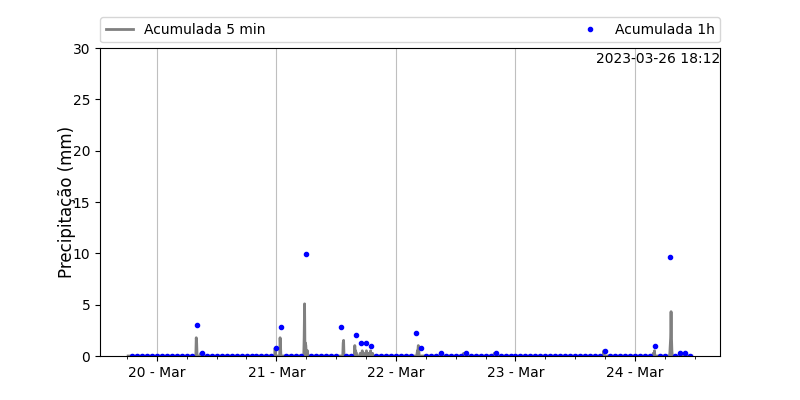 Acumulada 5 min
Acumulada 1h
2023-03-26 18:12
30
25
20
15
10
5
0
Precipitação (mm)
20 - Mar
21 - Mar
22 - Mar
23 - Mar
24 - Mar